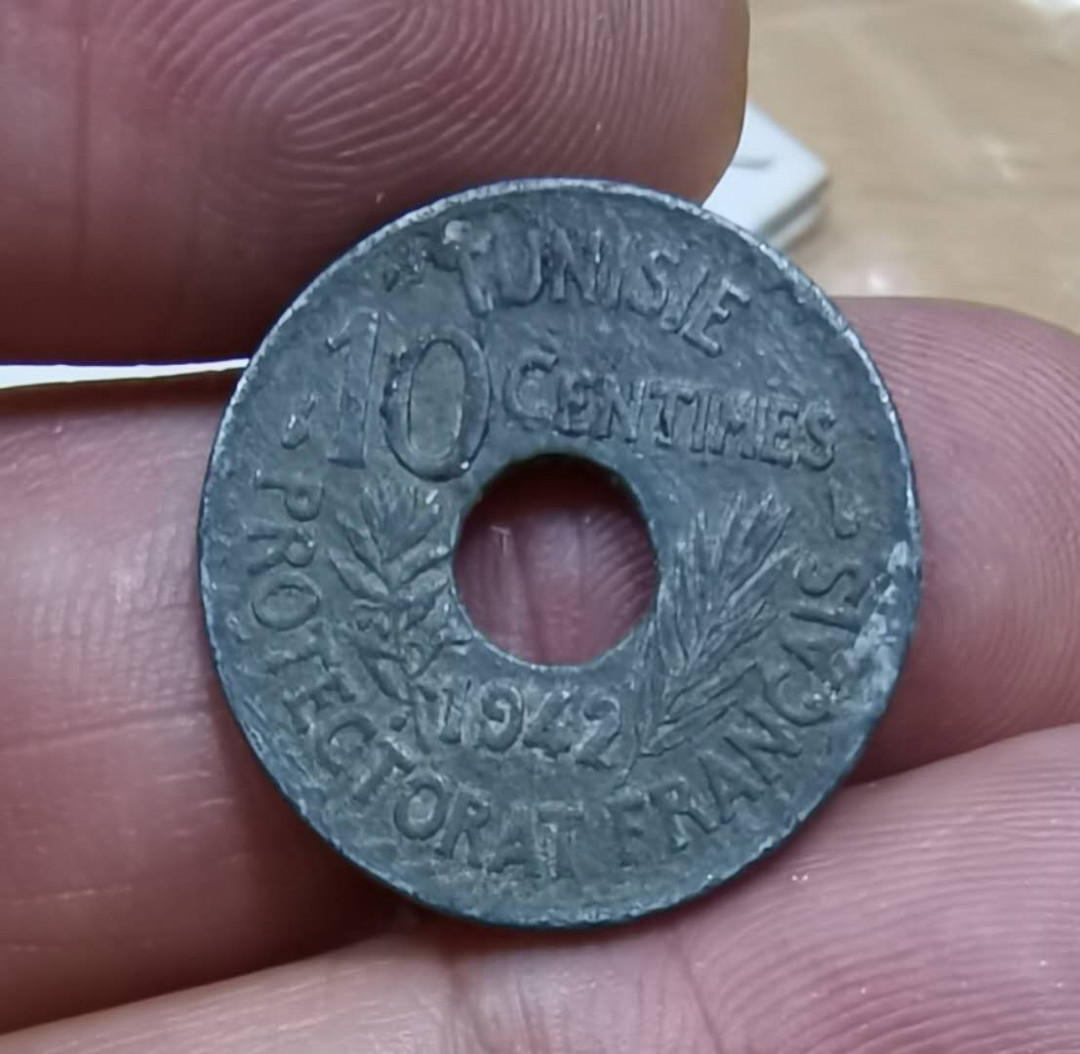 TUNISIE
10 CENTIMES
1942
PROTECTORAT FRANÇAIS